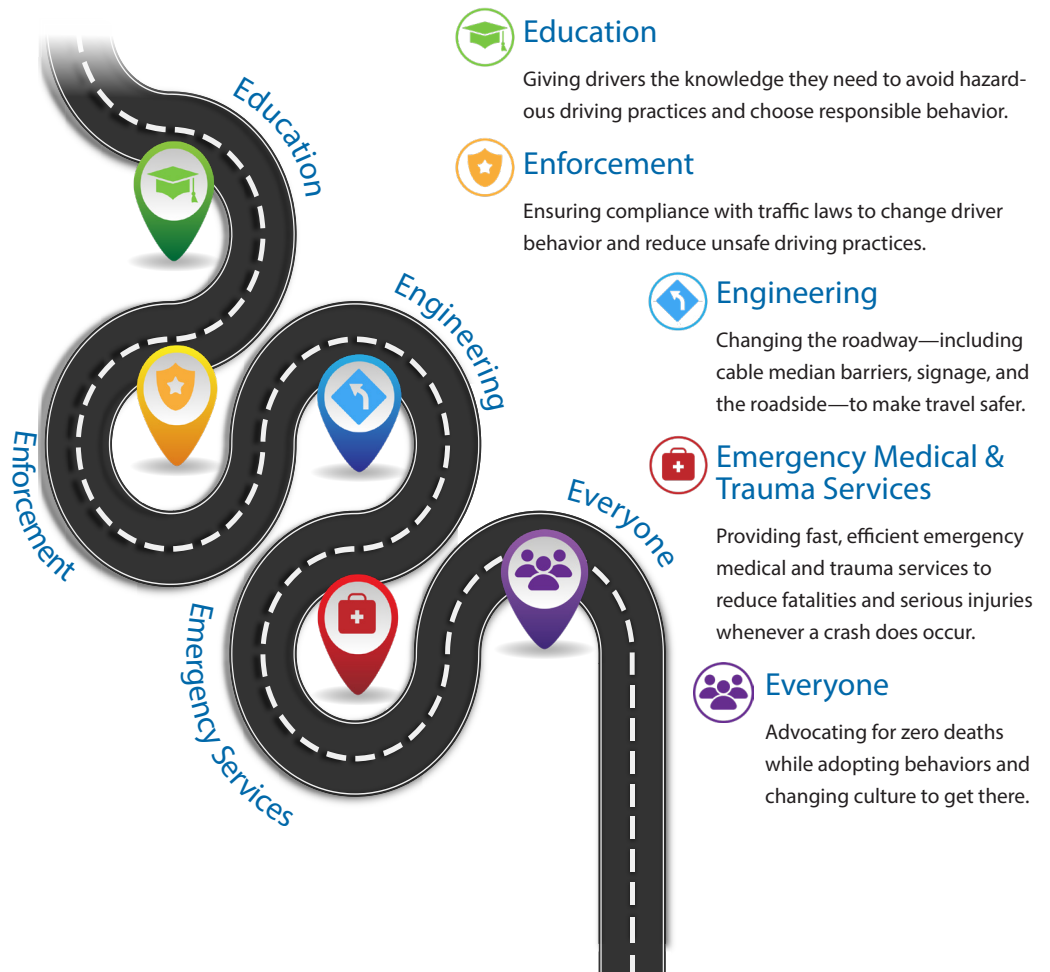 Education
Giving drivers the knowledge they need to avoid hazard-
ous driving practices and choose responsible behavior.
Enforcement
Ensuring compliance with traffic laws to change driver
behavior and reduce unsafe driving practices.
Engineering
Changing the roadway—including
cable median barriers, signage, and
the roadside—to make travel safer.
Emergency Medical &
Trauma Services
Providing fast, efficient emergency
medical and trauma services to
reduce fatalities and serious injuries
whenever a crash does occur.
Everyone
Advocating for zero deaths
while adopting behaviors and
changing culture to get there.
Education
Enforcement
Engineering
Emergency Services
Everyone